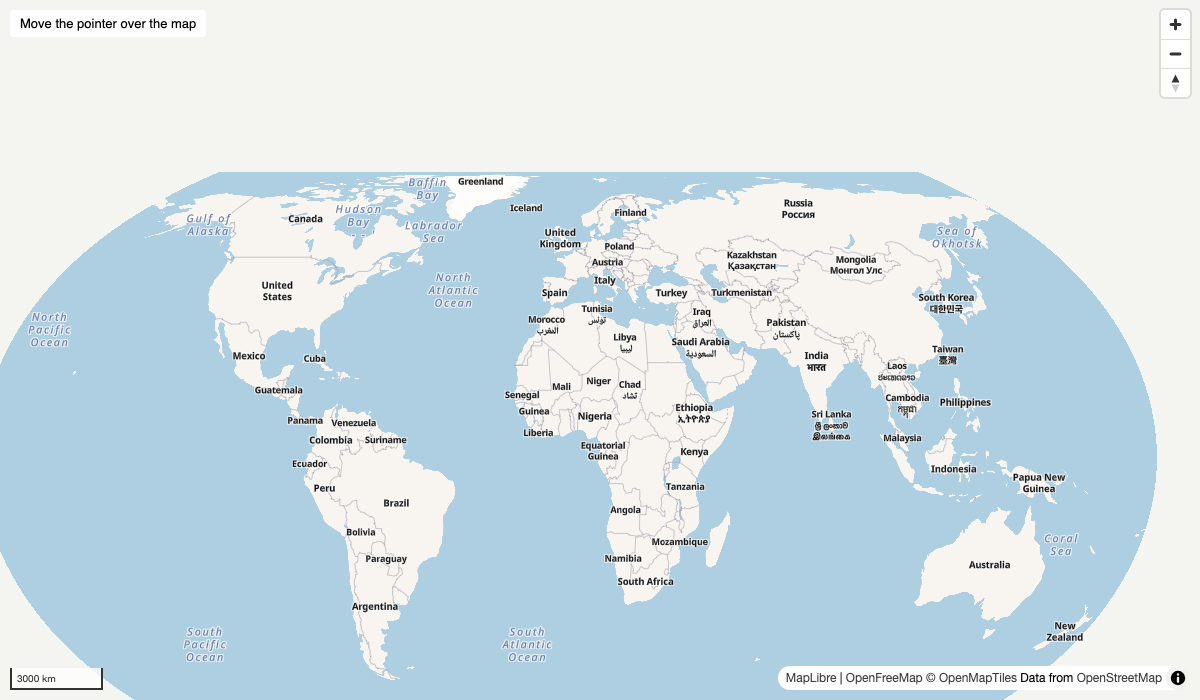 Move the pointer over the map
Greenland
Baffin
Bay
Iceland
Finland
Russia
Россия
Canada
Hudson
Bay
Gulf of
Alaska
Labrador
Sea
United
Kingdom
Poland
Sea of
Okhotsk
Austria
Kazakhstan
Қазақстан
Mongolia
Монгол Улс
Italy
United
States
North
Atlantic
Ocean
Spain
Turkey
Turkmenistan
South Korea
대한민국
North
Pacific
Ocean
Tunisia
تونس
Morocco
المغرب
Iraq
العراق
Pakistan
پاکستان
Libya
ليبيا
Saudi Arabia
السعودية
Mexico
Cuba
India
भारत
Taiwan
臺灣
Laos
ປະເທດລາວ
Guatemala
Mali
Niger
Chad
تشاد
Senegal
Guinea
Nigeria
Ethiopia
ኢትዮጵያ
Cambodia
កម្ពុជា
Philippines
Panama
Venezuela
Liberia
Sri Lanka
ශ්‍රී ලංකාව
இலங்கை
Colombia
Suriname
Equatorial
Guinea
Kenya
Malaysia
Ecuador
Indonesia
Peru
Tanzania
Papua New
Guinea
Brazil
Angola
Bolivia
Mozambique
Coral
Sea
Paraguay
Namibia
Australia
South Africa
Argentina
South
Pacific
Ocean
South
Atlantic
Ocean
New
Zealand
3000 km
MapLibre | OpenFreeMap © OpenMapTiles Data from OpenStreetMap